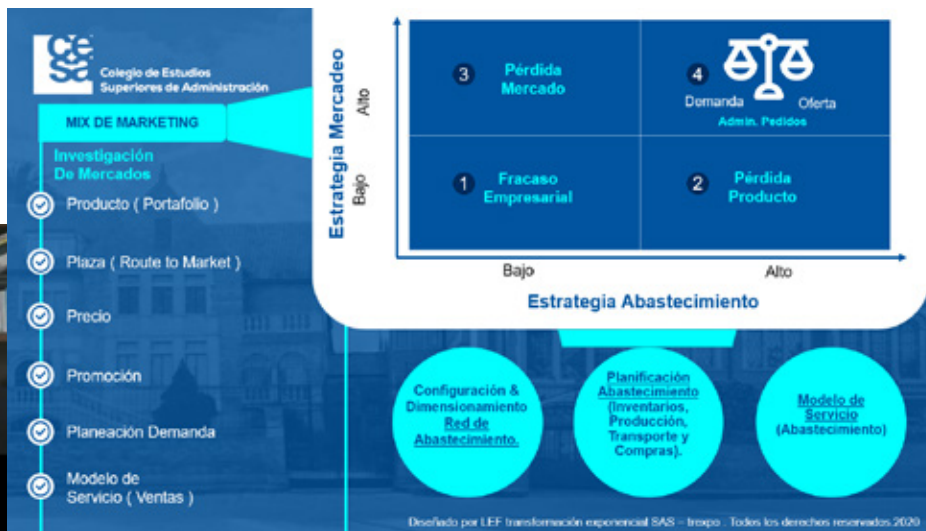 cesa
Colegio de Estudios
Superiores de Administración
MIX DE MARKETING
Investigación
De Mercados
Producto ( Portafolio )
Plaza ( Route to Market )
Precio
Promoción
Planeación Demanda
Modelo de
Servicio ( Ventas )
Estrategia Mercadeo
Alto
Bajo
3
Pérdida
Mercado
4
Demanda
Oferta
Admin. Pedidos
1
Fracaso
Empresarial
2
Pérdida
Producto
Bajo
Alto
Estrategia Abastecimiento
Configuración &
Dimensionamiento
Red de
Abastecimiento.
Planificación
Abastecimiento
(Inventarios,
Producción,
Transporte y
Compras).
Modelo de
Servicio
(Abastecimiento)
Diseñado por LEF transformación exponencial SAS – trexpo . Todos los derechos reservados.2020